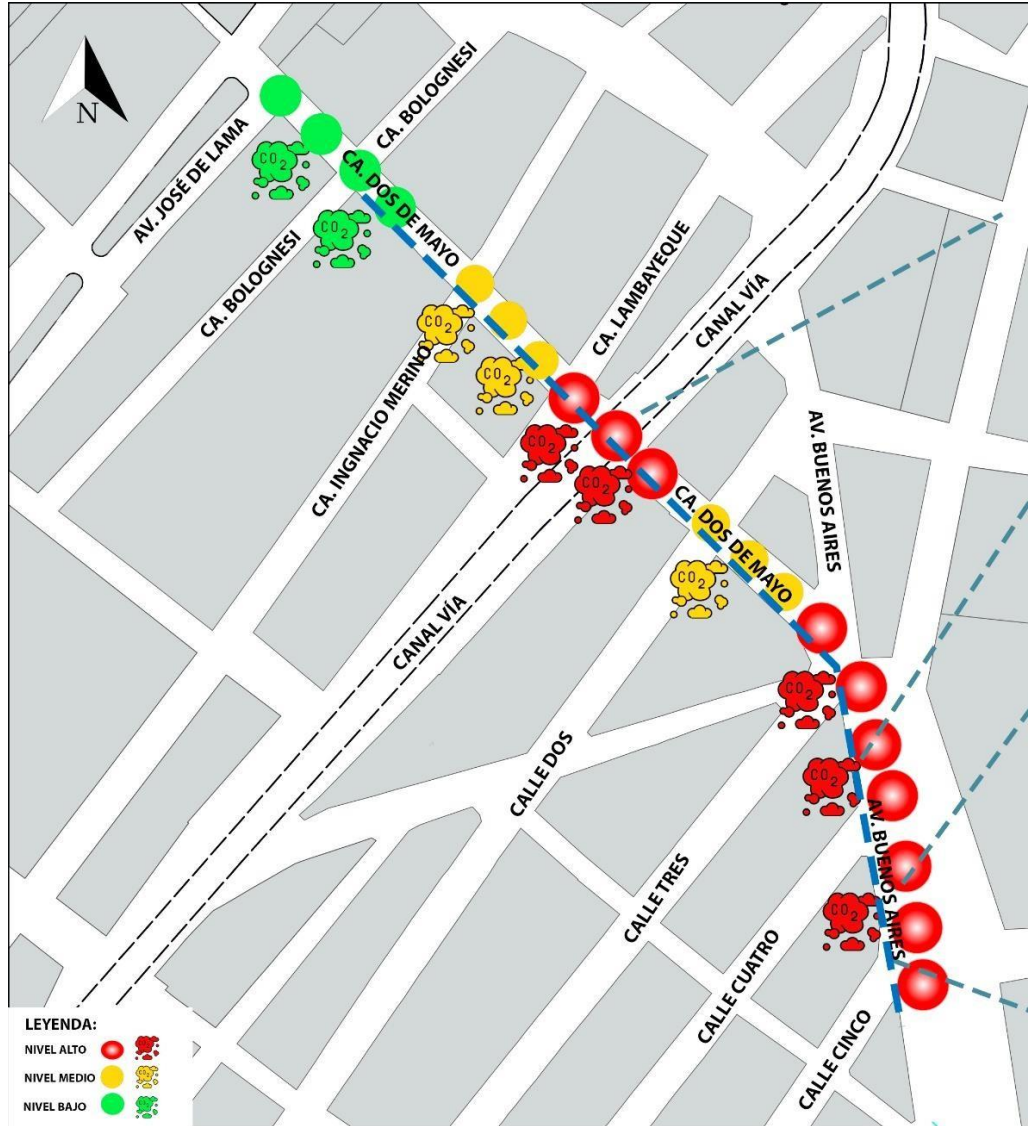 N
CA. BOLOGNESI
AV. JOSÉ DE LAMA
CO2
CA. DOS DE MAYO
CO2
CA. BOLOGNESI
CA. LAMBAYEQUE
CANAL VÍA
CO2
CA. INGNACIO MERINO
CO2
CO2
CO2
AV. BUENOS AIRES
CA. DOS DE MAYO
CO2
CANAL VÍA
CO2
CALLE DOS
CO2
AV. BUENOS AIRES
CALLE TRES
CO2
CALLE CUATRO
CALLE CINCO
LEYENDA:
NIVEL ALTO
NIVEL MEDIO
NIVEL BAJO